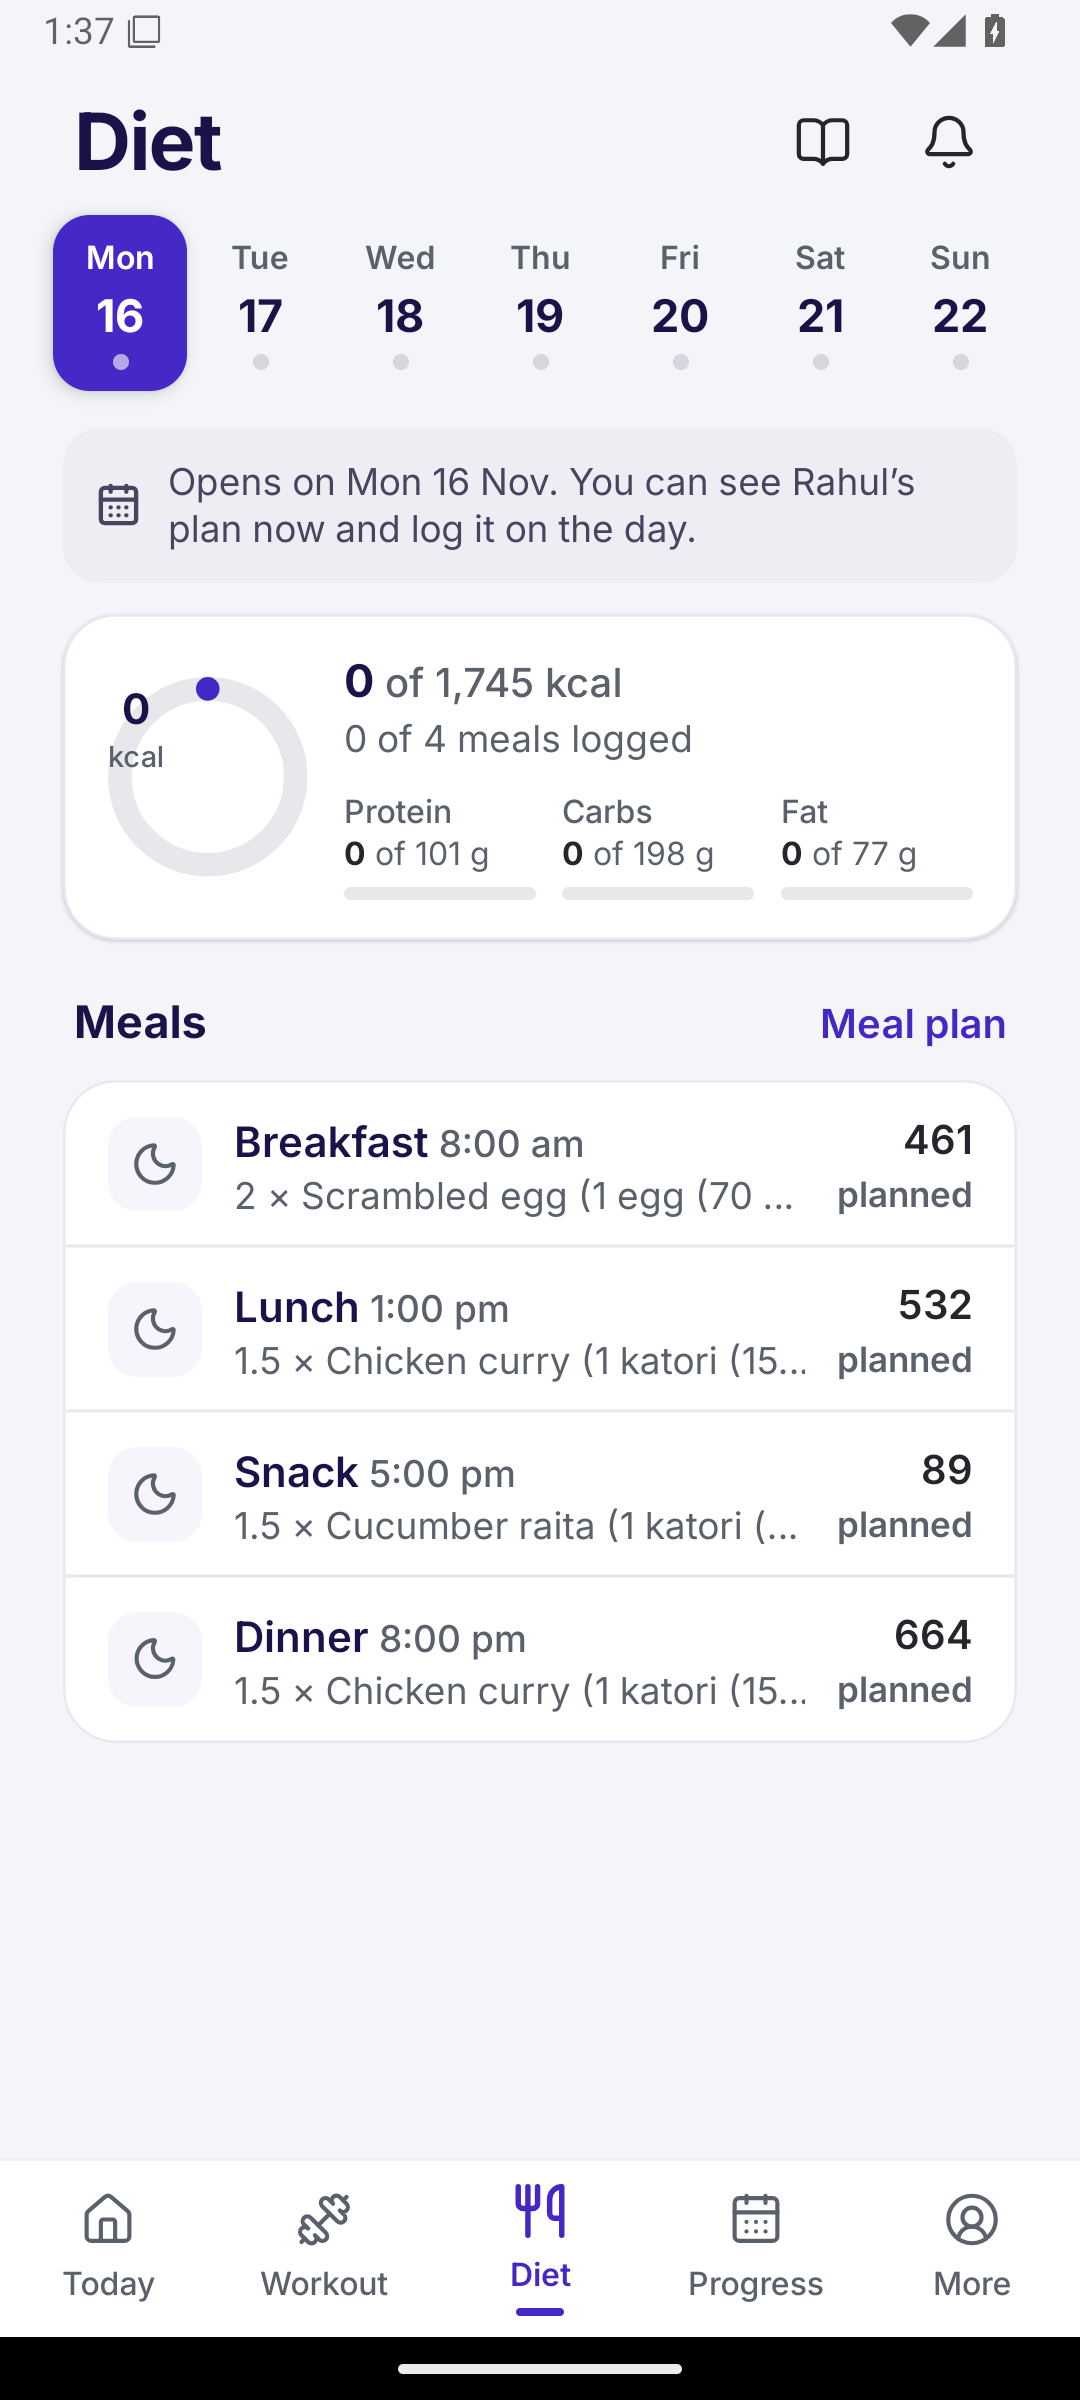 1:37
Diet
Mon Tue Wed Thu Fri Sat Sun
16 17 18 19 20 21 22
Opens on Mon 16 Nov. You can see Rahul’s
plan now and log it on the day.
0
kcal
0 of 1,745 kcal
0 of 4 meals logged
Protein Carbs Fat
0 of 101 g 0 of 198 g 0 of 77 g
Meals Meal plan
Breakfast 8:00 am 461
2 × Scrambled egg (1 egg (70 ... planned
Lunch 1:00 pm 532
1.5 × Chicken curry (1 katori (15... planned
Snack 5:00 pm 89
1.5 × Cucumber raita (1 katori (... planned
Dinner 8:00 pm 664
1.5 × Chicken curry (1 katori (15... planned
Today Workout Diet Progress More